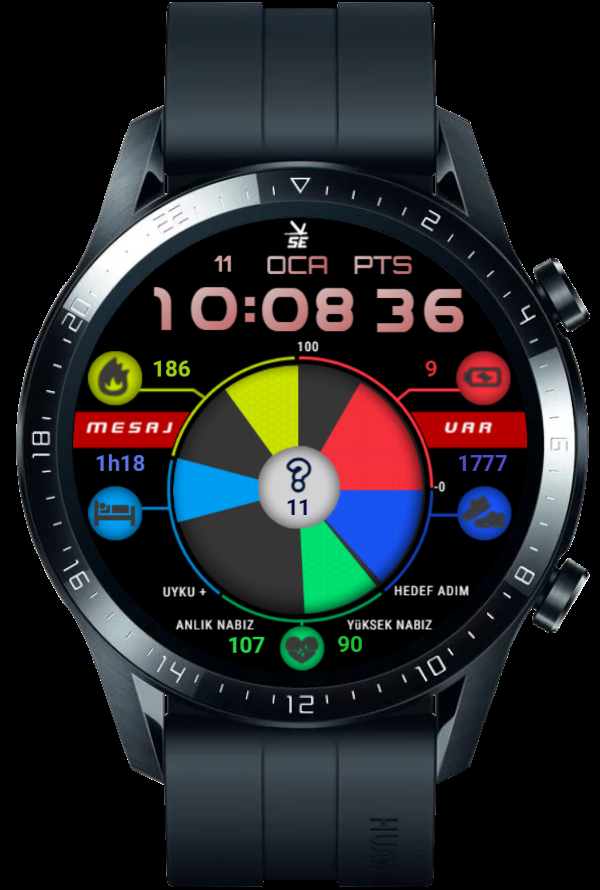 2
4
6
8
10
12
14
16
18
20
22
SE
11 OCA PTS
10:08 36
100
186
9
MESAJ
VAR
1h18
1777
-0
11
UYKU +
HEDEF ADIM
ANLIK NABIZ
YüKSEK NABIZ
107
90
HUAW